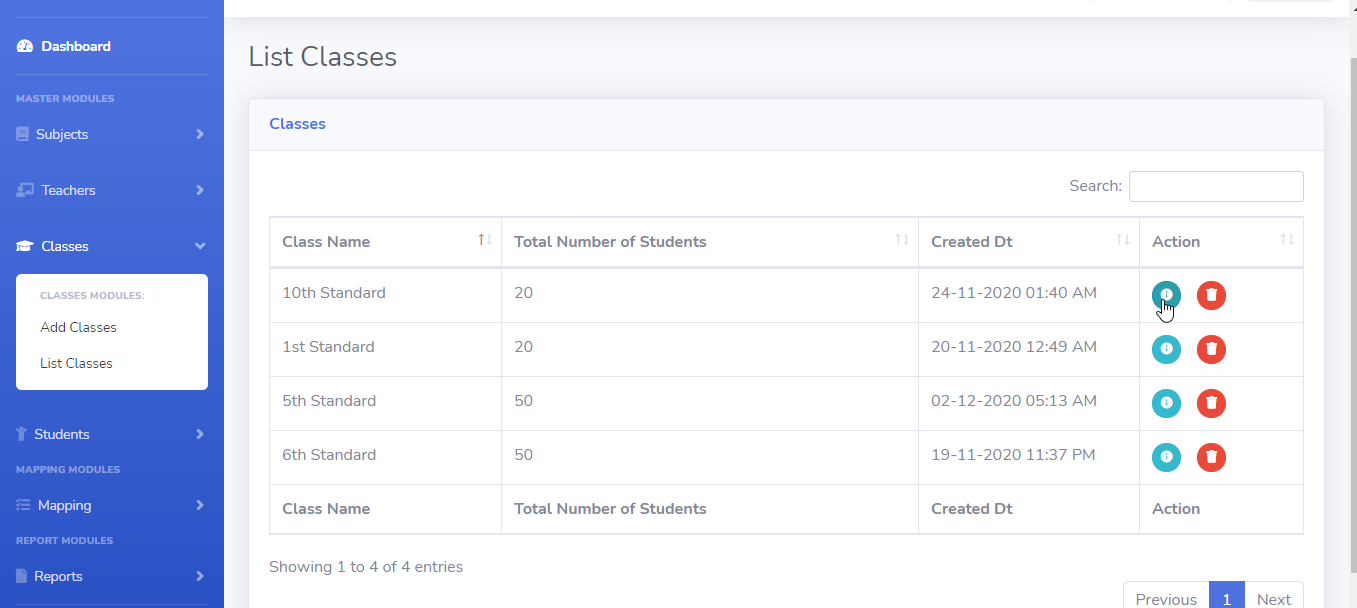 Dashboard
MASTER MODULES
Subjects
Teachers
Classes
CLASSES MODULES:
Add Classes
List Classes
Students
MAPPING MODULES
Mapping
REPORT MODULES
Reports
List Classes
Classes
Search:
Class Name Total Number of Students Created Dt Action
10th Standard 20 24-11-2020 01:40 AM
1st Standard 20 20-11-2020 12:49 AM
5th Standard 50 02-12-2020 05:13 AM
6th Standard 50 19-11-2020 11:37 PM
Class Name Total Number of Students Created Dt Action
Showing 1 to 4 of 4 entries
Previous 1 Next